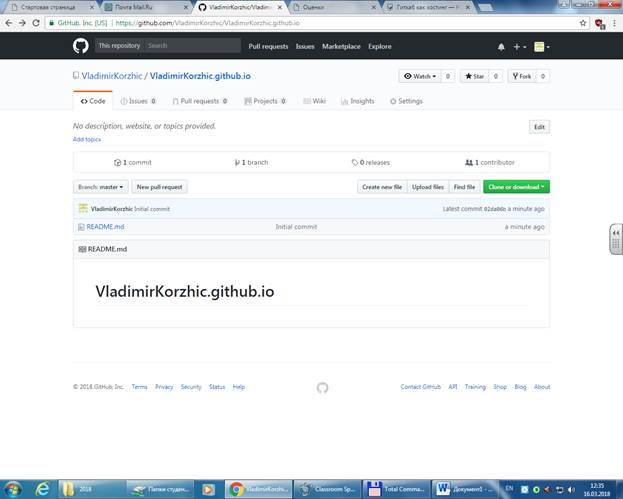 Стартовая страница
Почта Mail.Ru
VladimirKorzhic/Vladimi
Оценки
Гитхаб как хостинг — Н
GitHub, Inc. [US] | https://github.com/VladimirKorzhic/VladimirKorzhic.github.io
This repository Search Pull requests Issues Marketplace Explore
VladimirKorzhic / VladimirKorzhic.github.io
Watch 0 Star 0 Fork 0
Code Issues 0 Pull requests 0 Projects 0 Wiki Insights Settings
No description, website, or topics provided.
Edit
Add topics
1 commit 1 branch 0 releases 1 contributor
Branch: master New pull request Create new file Upload files Find file Clone or download
VladimirKorzhic Initial commit Latest commit 02da06b a minute ago
README.md Initial commit a minute ago
README.md
VladimirKorzhic.github.io
© 2018 GitHub, Inc. Terms Privacy Security Status Help Contact GitHub API Training Shop Blog About
2018 Папки студен... VladimirKorzhi... Classroom Sp... Total Comma... Документ1 - ... EN 12:35
16.03.2018